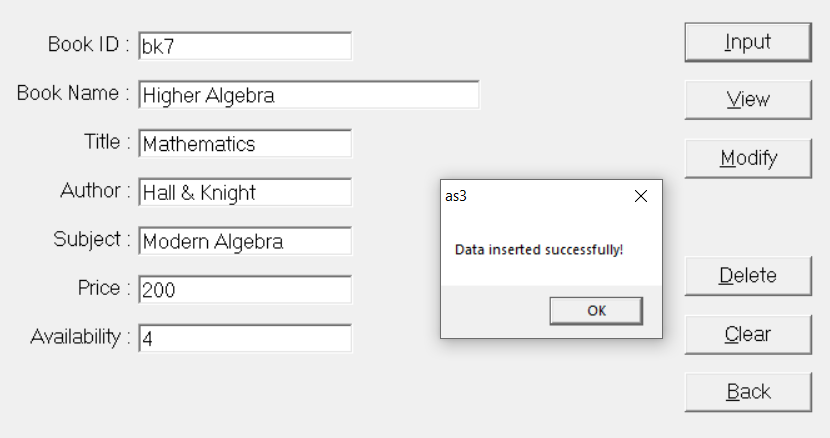 Book ID : bk7
Input
Book Name : Higher Algebra
View
Title : Mathematics
Modify
Author : Hall & Knight
as3
Subject : Modern Algebra
Data inserted successfully!
Price : 200
Delete
OK
Availability : 4
Clear
Back